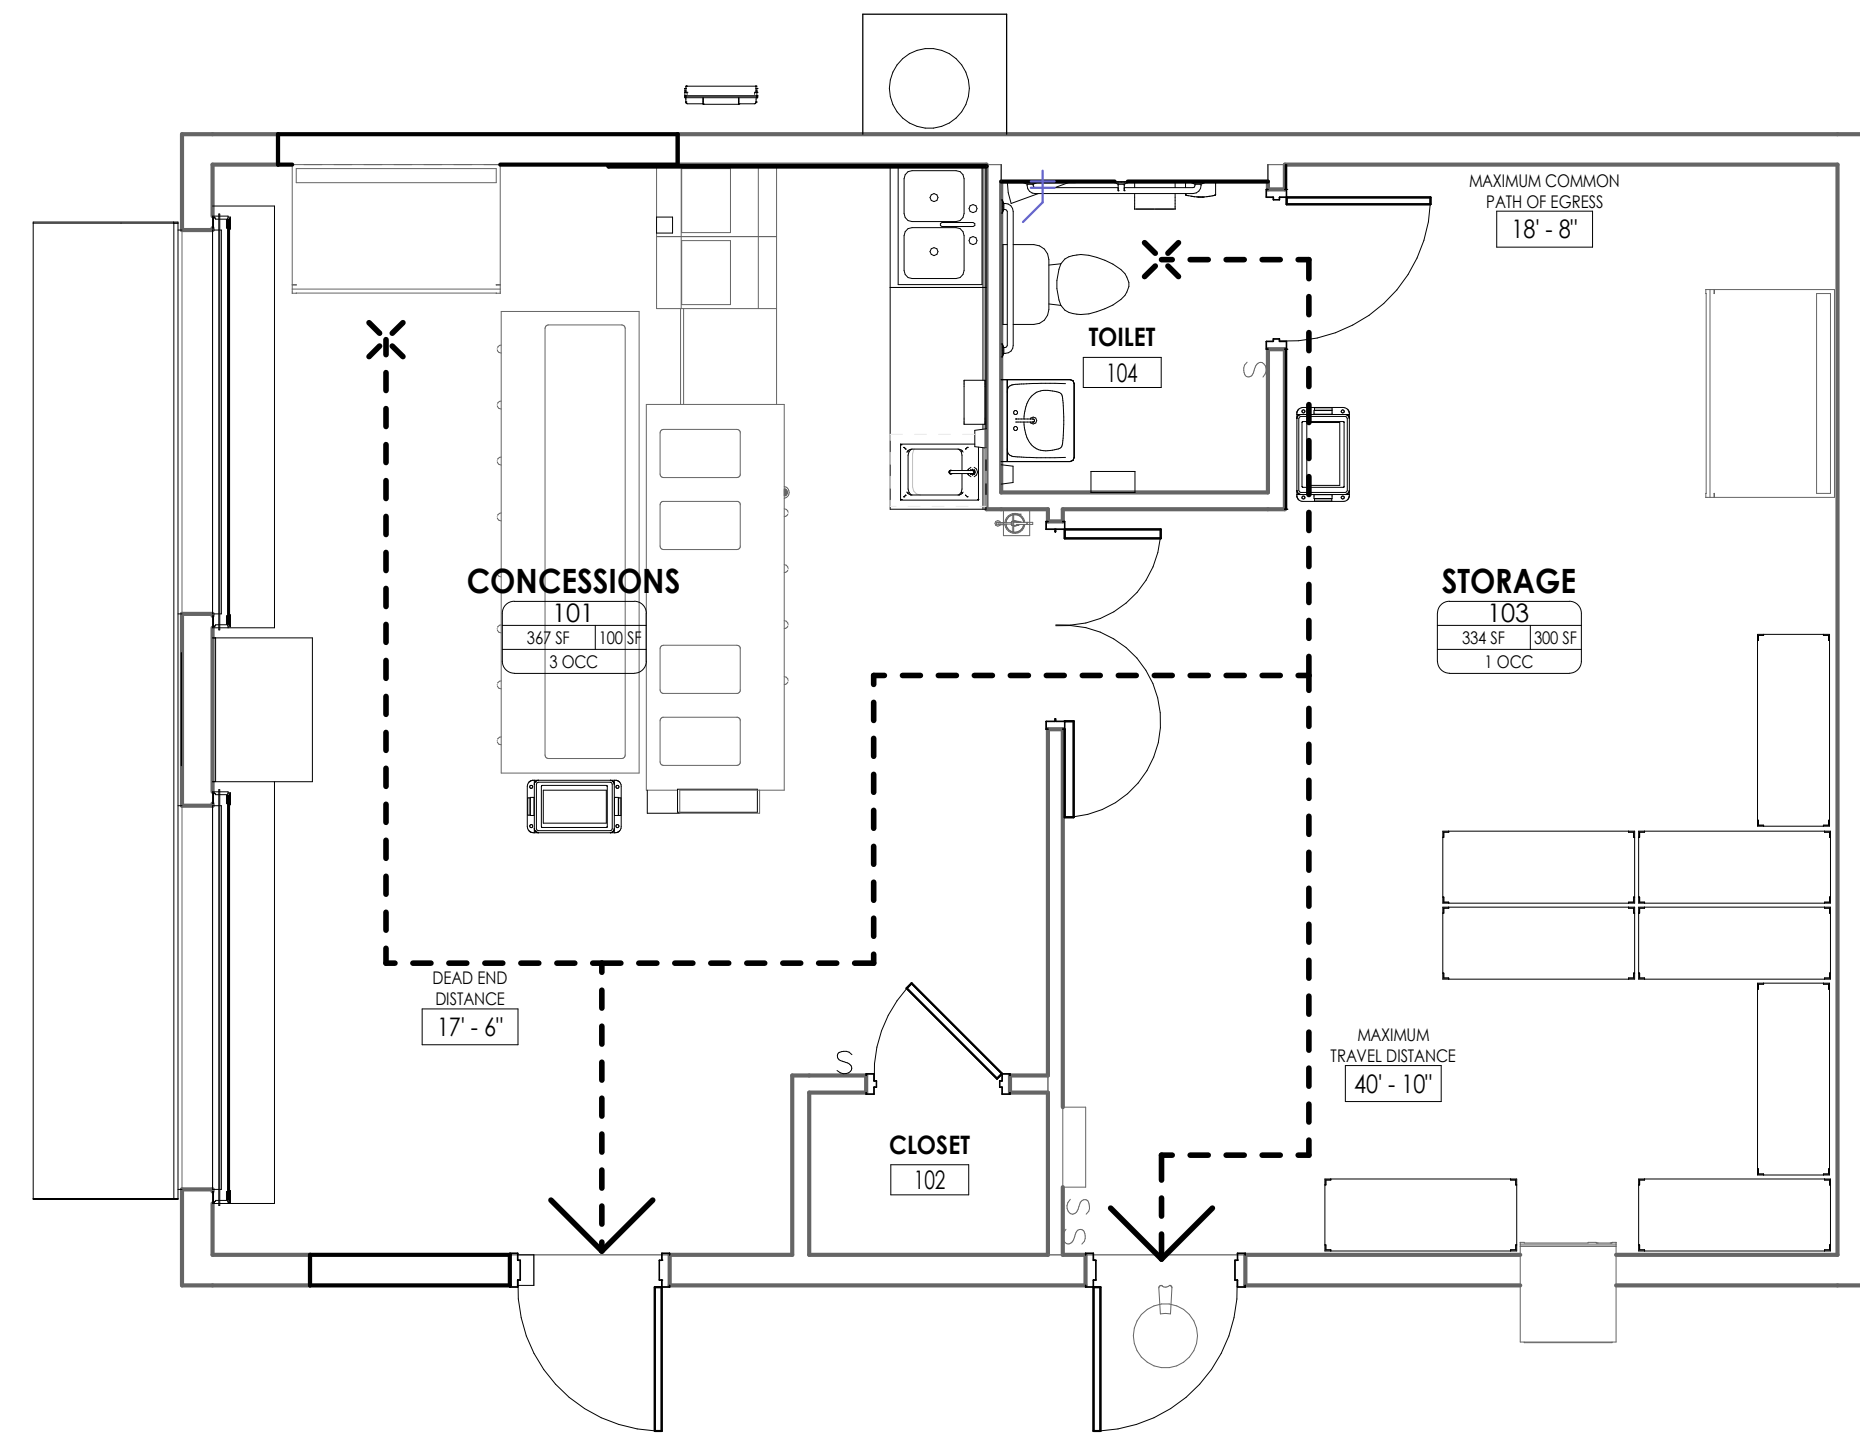 MAXIMUM COMMON
PATH OF EGRESS
18' - 8"
TOILET
104
S
CONCESSIONS
101
367 SF 100 SF
3 OCC
STORAGE
103
334 SF 300 SF
1 OCC
DEAD END
DISTANCE
17' - 6"
MAXIMUM
TRAVEL DISTANCE
40' - 10"
S
CLOSET
102
S
S